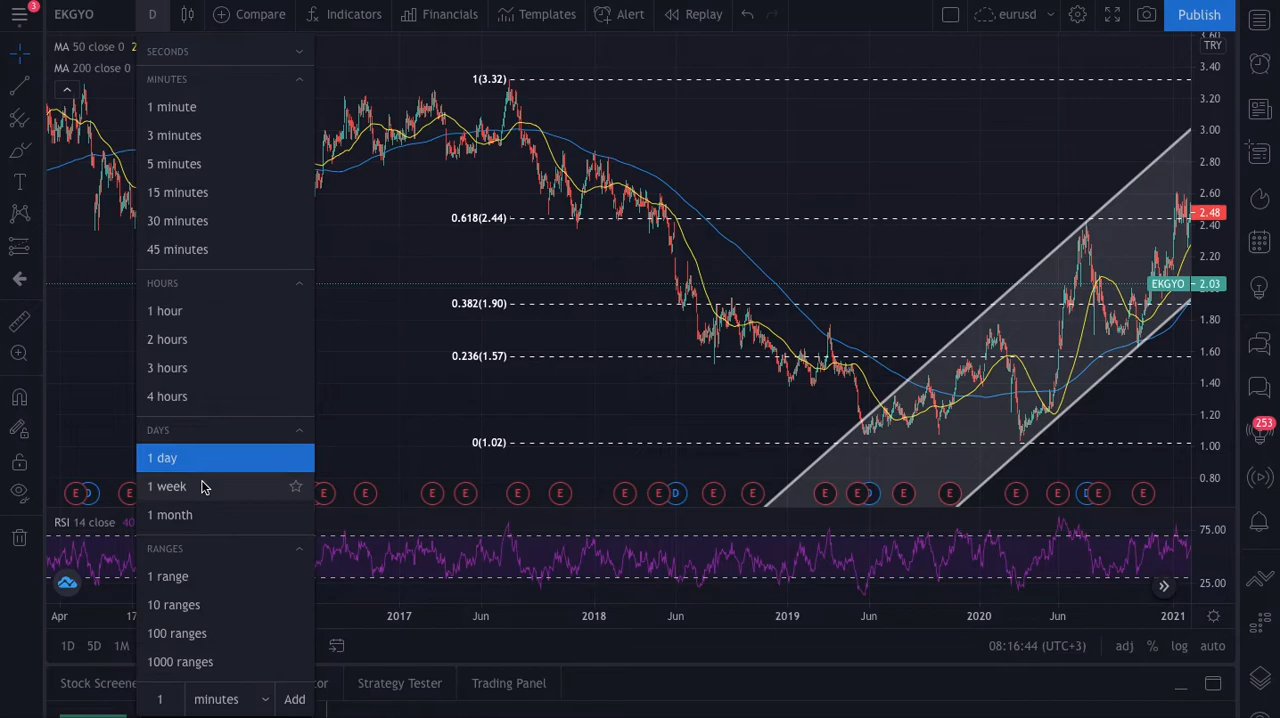 3
EKGYO D Compare Indicators Financials Templates Alert Replay eurusd Publish
MA 50 close 0 2
MA 200 close 0
SECONDS
MINUTES
1 minute
3 minutes
5 minutes
15 minutes
30 minutes
45 minutes
HOURS
1 hour
2 hours
3 hours
4 hours
DAYS
1 day
1 week
1 month
RANGES
1 range
10 ranges
100 ranges
1000 ranges
1 minutes Add
1(3.32)
0.618(2.44)
0.382(1.90)
0.236(1.57)
0(1.02)
3.60
TRY
3.40
3.20
3.00
2.80
2.60
2.48
2.40
2.20
EKGYO 2.03
1.80
1.60
1.40
1.20
1.00
0.80
253
E D E E E E E E E E D E E E E D E E E E E D E E
RSI 14 close 40
75.00
25.00
Apr 17 2017 Jun 2018 Jun 2019 Jun 2020 Jun 2021
1D 5D 1M 08:16:44 (UTC+3) adj % log auto
Stock Screene tor Strategy Tester Trading Panel